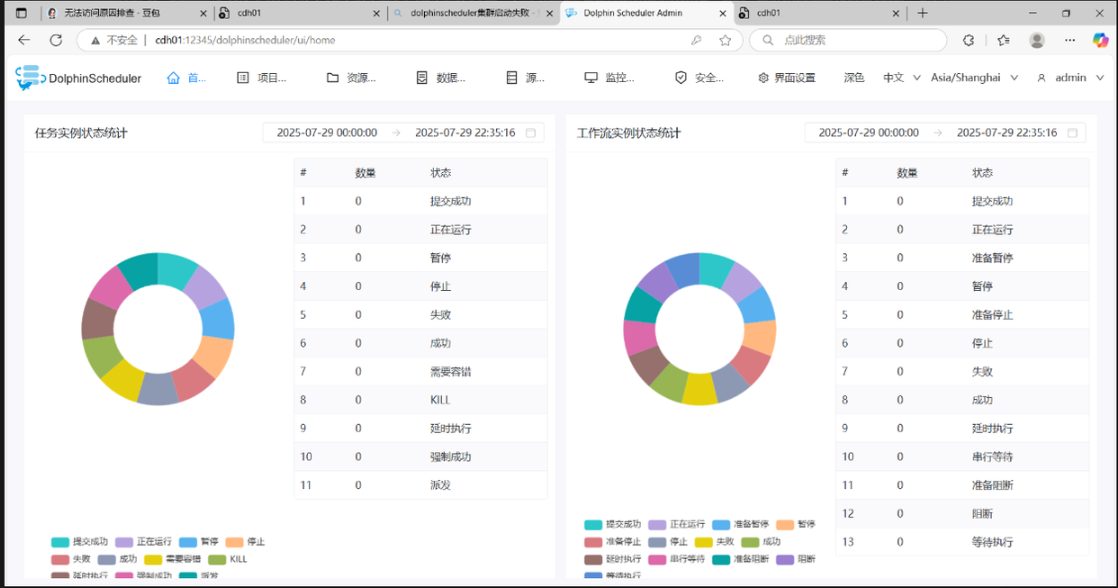 无法访问原因排查 - 豆包
cdh01
dolphinscheduler集群启动失败 -
Dolphin Scheduler Admin
cdh01
不安全 cdh01:12345/dolphinscheduler/ui/home
点此搜索
DolphinScheduler
首...
项目...
资源...
数据...
源...
监控...
安全...
界面设置
深色
中文
Asia/Shanghai
admin
任务实例状态统计
2025-07-29 00:00:00 → 2025-07-29 22:35:16
# 数量 状态
1 0 提交成功
2 0 正在运行
3 0 暂停
4 0 停止
5 0 失败
6 0 成功
7 0 需要容错
8 0 KILL
9 0 延时执行
10 0 强制成功
11 0 派发
提交成功 正在运行 暂停 停止
失败 成功 需要容错 KILL
延时执行 强制成功 派发
工作流实例状态统计
2025-07-29 00:00:00 → 2025-07-29 22:35:16
# 数量 状态
1 0 提交成功
2 0 正在运行
3 0 准备暂停
4 0 暂停
5 0 准备停止
6 0 停止
7 0 失败
8 0 成功
9 0 延时执行
10 0 串行等待
11 0 准备阻断
12 0 阻断
13 0 等待执行
提交成功 正在运行 准备暂停 暂停
准备停止 停止 失败 成功
延时执行 串行等待 准备阻断 阻断
等待执行